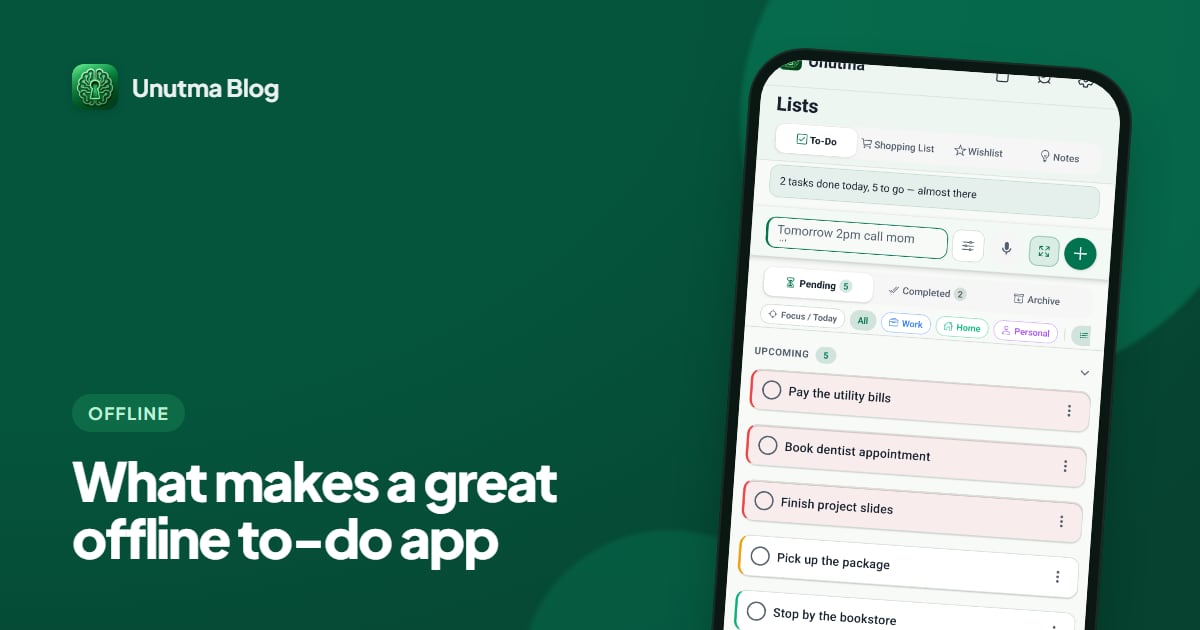 Unutma Blog
OFFLINE
What makes a great
offline to-do app
Unutma
Lists
To-Do
Shopping List
Wishlist
Notes
2 tasks done today, 5 to go — almost there
Tomorrow 2pm call mom
...
Pending 5
Completed 2
Archive
Focus / Today
All
Work
Home
Personal
UPCOMING 5
Pay the utility bills
Book dentist appointment
Finish project slides
Pick up the package
Stop by the bookstore